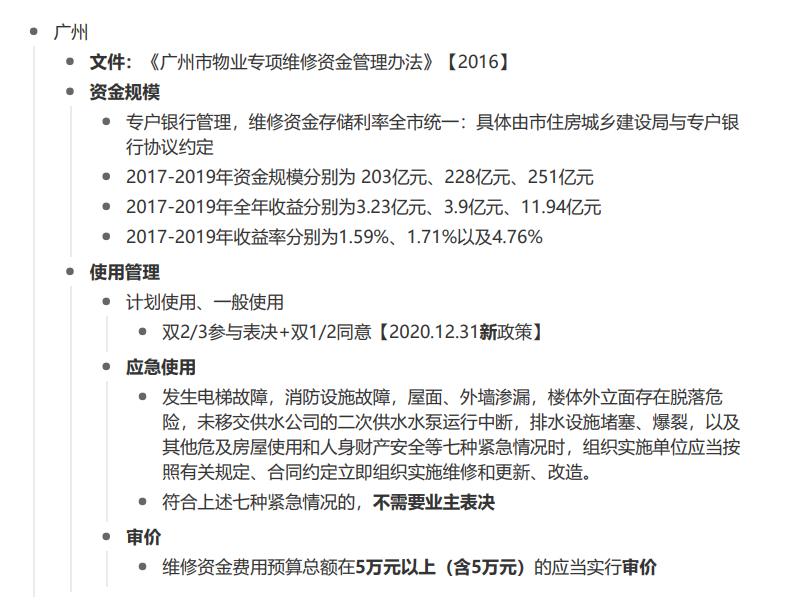 广州
文件：《广州市物业专项维修资金管理办法》【2016】
资金规模
专户银行管理，维修资金存储利率全市统一：具体由市住房城乡建设局与专户银
行协议约定
2017-2019年资金规模分别为 203亿元、228亿元、251亿元
2017-2019年全年收益分别为3.23亿元、3.9亿元、11.94亿元
2017-2019年收益率分别为1.59%、1.71%以及4.76%
使用管理
计划使用、一般使用
双2/3参与表决+双1/2同意【2020.12.31新政策】
应急使用
发生电梯故障，消防设施故障，屋面、外墙渗漏，楼体外立面存在脱落危
险，未移交供水公司的二次供水水泵运行中断，排水设施堵塞、爆裂，以及
其他危及房屋使用和人身财产安全等七种紧急情况时，组织实施单位应当按
照有关规定、合同约定立即组织实施维修和更新、改造。
符合上述七种紧急情况的，不需要业主表决
审价
维修资金费用预算总额在5万元以上（含5万元）的应当实行审价